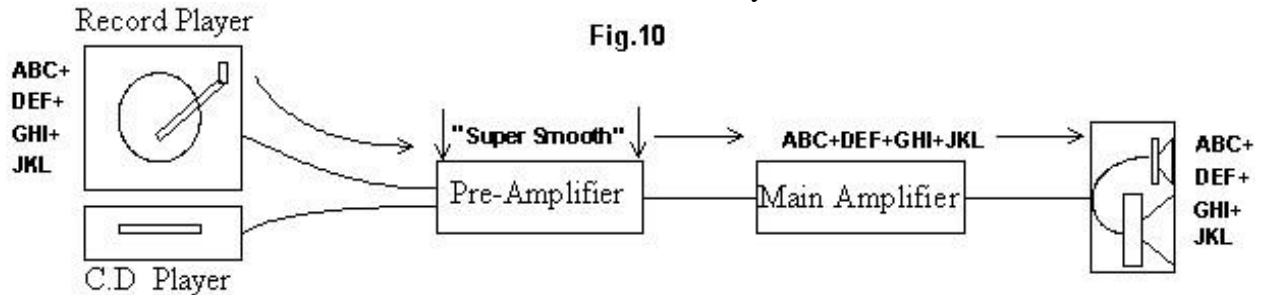 Record Player
Fig.10
ABC+
DEF+
GHI+
JKL
"Super Smooth"
ABC+DEF+GHI+JKL
Pre-Amplifier
Main Amplifier
ABC+
DEF+
GHI+
JKL
C.D Player